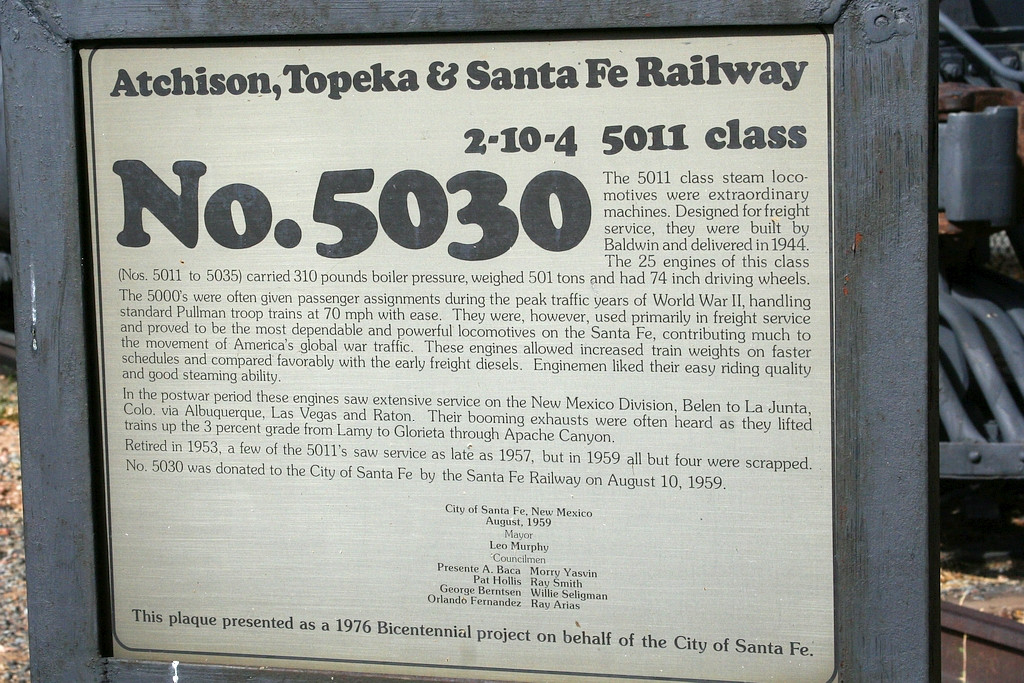 Atchison, Topeka & Santa Fe Railway
2-10-4 5011 class
No. 5030
The 5011 class steam loco-
motives were extraordinary
machines. Designed for freight
service, they were built by
Baldwin and delivered in 1944.
The 25 engines of this class
(Nos. 5011 to 5035) carried 310 pounds boiler pressure, weighed 501 tons and had 74 inch driving wheels.
The 5000's were often given passenger assignments during the peak traffic years of World War II, handling
standard Pullman troop trains at 70 mph with ease. They were, however, used primarily in freight service
and proved to be the most dependable and powerful locomotives on the Santa Fe, contributing much to
the movement of America's global war traffic. These engines allowed increased train weights on faster
schedules and compared favorably with the early freight diesels. Enginemen liked their easy riding quality
and good steaming ability.
In the postwar period these engines saw extensive service on the New Mexico Division, Belen to La Junta,
Colo. via Albuquerque, Las Vegas and Raton. Their booming exhausts were often heard as they lifted
trains up the 3 percent grade from Lamy to Glorieta through Apache Canyon.
Retired in 1953, a few of the 5011's saw service as late as 1957, but in 1959 all but four were scrapped.
No. 5030 was donated to the City of Santa Fe by the Santa Fe Railway on August 10, 1959.
City of Santa Fe, New Mexico
August, 1959
Mayor
Leo Murphy
Councilmen
Presente A. Baca Morry Yasvin
Pat Hollis Ray Smith
George Berntsen Willie Seligman
Orlando Fernandez Ray Arias
This plaque presented as a 1976 Bicentennial project on behalf of the City of Santa Fe.